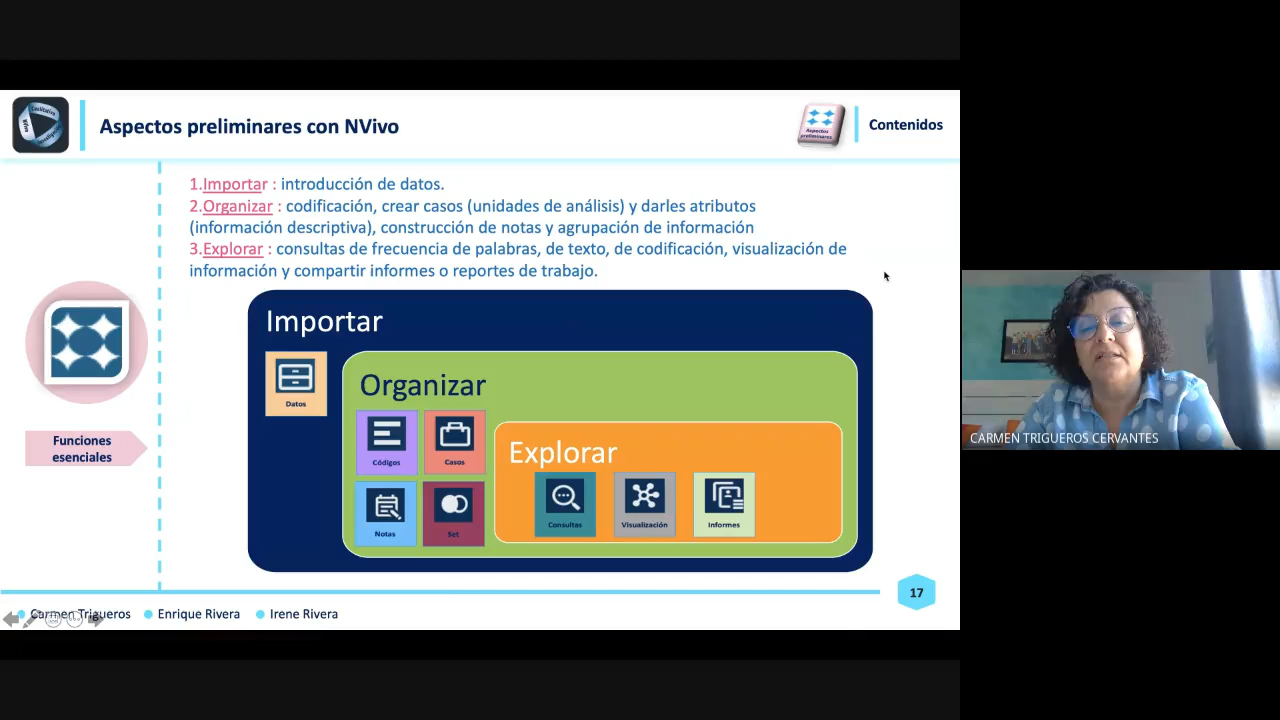 Aspectos preliminares con NVivo
Aspectos
preliminares
Contenidos
1.Importar : introducción de datos.
2.Organizar : codificación, crear casos (unidades de análisis) y darles atributos
(información descriptiva), construcción de notas y agrupación de información
3.Explorar : consultas de frecuencia de palabras, de texto, de codificación, visualización de
información y compartir informes o reportes de trabajo.
Funciones
esenciales
Importar
Datos
Organizar
Códigos
Casos
Notas
Set
Explorar
Consultas
Visualización
Informes
CARMEN TRIGUEROS CERVANTES
Carmen Trigueros
Enrique Rivera
Irene Rivera
17